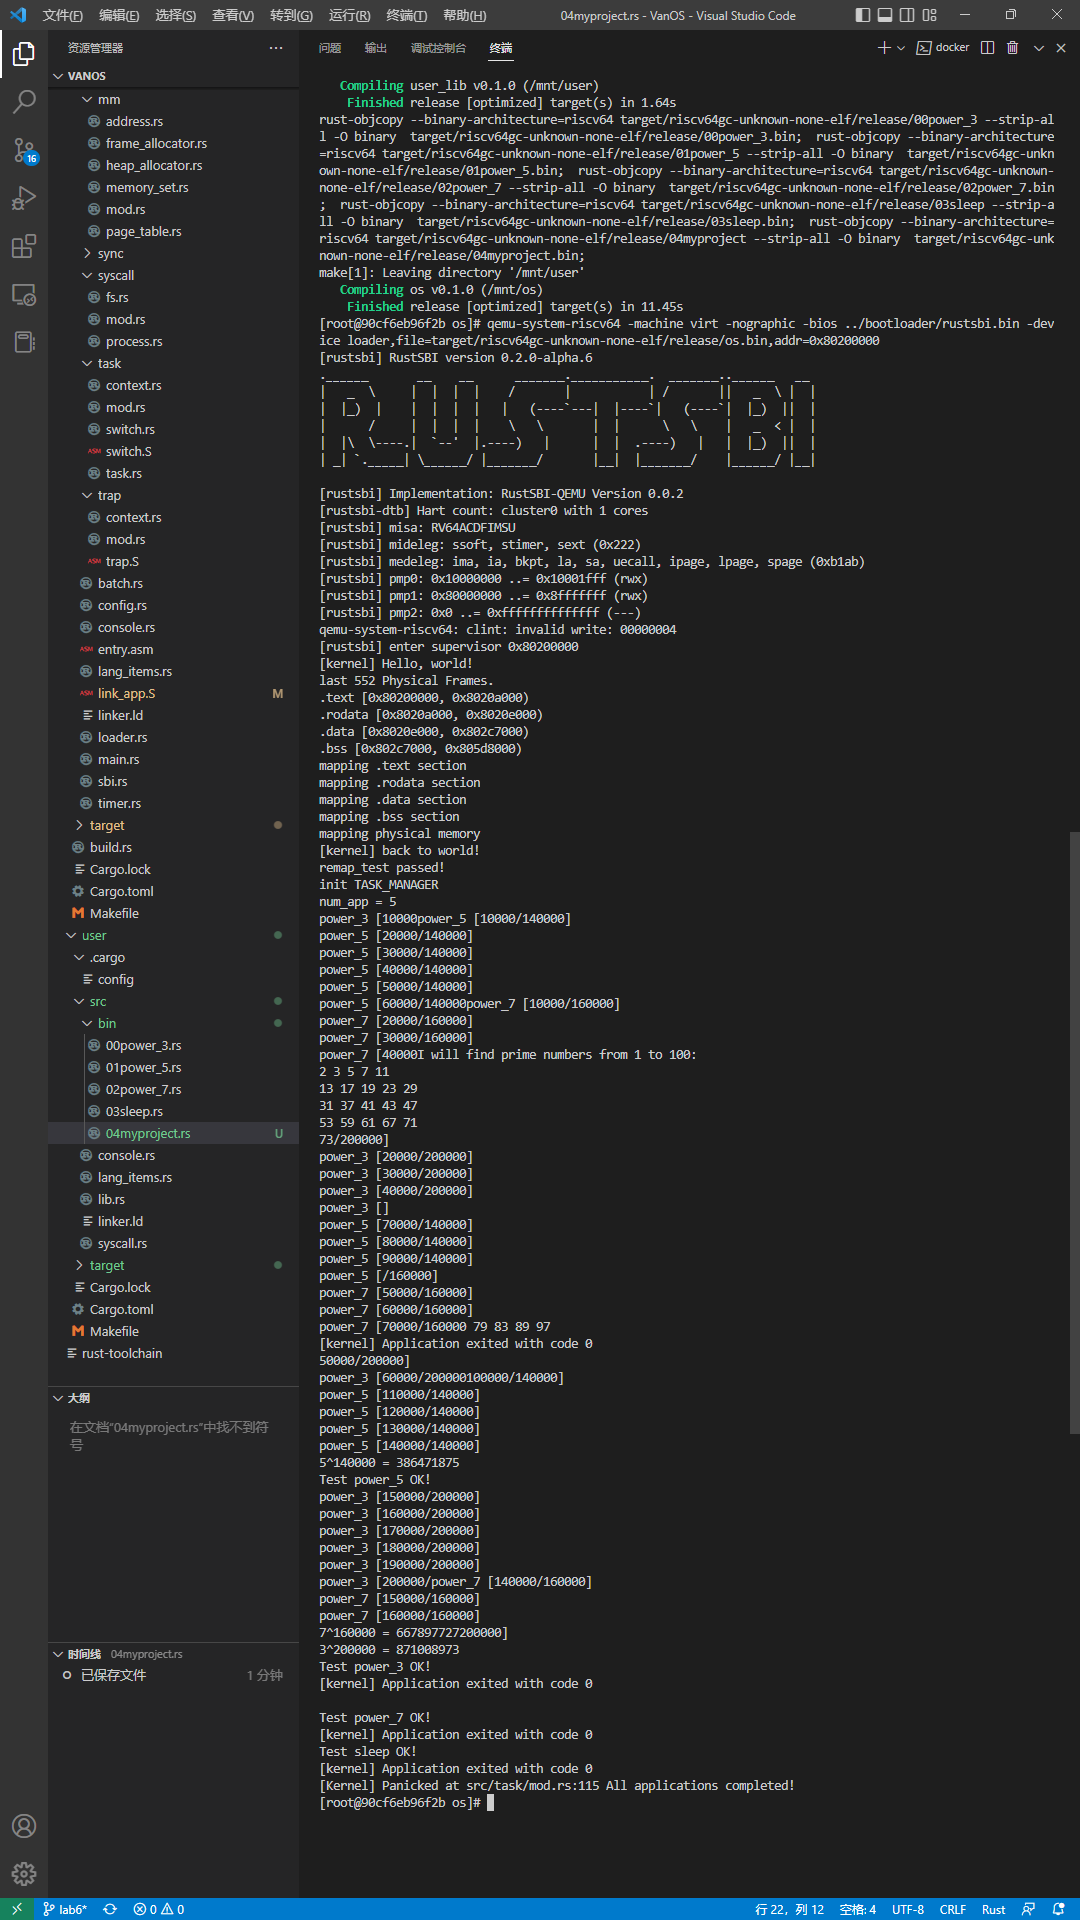 文件(F) 编辑(E) 选择(S) 查看(V) 转到(G) 运行(R) 终端(T) 帮助(H) 04myproject.rs - VanOS - Visual Studio Code
资源管理器
VANOS
mm
address.rs
frame_allocator.rs
heap_allocator.rs
memory_set.rs
mod.rs
page_table.rs
sync
syscall
fs.rs
mod.rs
process.rs
task
context.rs
mod.rs
switch.rs
ASM switch.S
task.rs
trap
context.rs
mod.rs
ASM trap.S
batch.rs
config.rs
console.rs
ASM entry.asm
lang_items.rs
ASM link_app.S M
linker.ld
loader.rs
main.rs
sbi.rs
timer.rs
target
build.rs
Cargo.lock
Cargo.toml
M Makefile
user
.cargo
config
src
bin
00power_3.rs
01power_5.rs
02power_7.rs
03sleep.rs
04myproject.rs U
console.rs
lang_items.rs
lib.rs
linker.ld
syscall.rs
target
Cargo.lock
Cargo.toml
M Makefile
rust-toolchain
大纲
在文档"04myproject.rs"中找不到符
号
时间线 04myproject.rs
已保存文件 1 分钟
16
问题 输出 调试控制台 终端 docker
Compiling user_lib v0.1.0 (/mnt/user)
Finished release [optimized] target(s) in 1.64s
rust-objcopy --binary-architecture=riscv64 target/riscv64gc-unknown-none-elf/release/00power_3 --strip-al
l -O binary  target/riscv64gc-unknown-none-elf/release/00power_3.bin;  rust-objcopy --binary-architecture
=riscv64 target/riscv64gc-unknown-none-elf/release/01power_5 --strip-all -O binary  target/riscv64gc-unkn
own-none-elf/release/01power_5.bin;  rust-objcopy --binary-architecture=riscv64 target/riscv64gc-unknown-
none-elf/release/02power_7 --strip-all -O binary  target/riscv64gc-unknown-none-elf/release/02power_7.bin
;  rust-objcopy --binary-architecture=riscv64 target/riscv64gc-unknown-none-elf/release/03sleep --strip-a
ll -O binary  target/riscv64gc-unknown-none-elf/release/03sleep.bin;  rust-objcopy --binary-architecture=
riscv64 target/riscv64gc-unknown-none-elf/release/04myproject --strip-all -O binary  target/riscv64gc-unk
nown-none-elf/release/04myproject.bin;
make[1]: Leaving directory '/mnt/user'
Compiling os v0.1.0 (/mnt/os)
Finished release [optimized] target(s) in 11.45s
[root@90cf6eb96f2b os]# qemu-system-riscv64 -machine virt -nographic -bios ../bootloader/rustsbi.bin -dev
ice loader,file=target/riscv64gc-unknown-none-elf/release/os.bin,addr=0x80200000
[rustsbi] RustSBI version 0.2.0-alpha.6
RUSTSBI
[rustsbi] Implementation: RustSBI-QEMU Version 0.0.2
[rustsbi-dtb] Hart count: cluster0 with 1 cores
[rustsbi] misa: RV64ACDFIMSU
[rustsbi] mideleg: ssoft, stimer, sext (0x222)
[rustsbi] medeleg: ima, ia, bkpt, la, sa, uecall, ipage, lpage, spage (0xb1ab)
[rustsbi] pmp0: 0x10000000 ..= 0x10001fff (rwx)
[rustsbi] pmp1: 0x80000000 ..= 0x8fffffff (rwx)
[rustsbi] pmp2: 0x0 ..= 0xffffffffffffff (---)
qemu-system-riscv64: clint: invalid write: 00000004
[rustsbi] enter supervisor 0x80200000
[kernel] Hello, world!
last 552 Physical Frames.
.text [0x80200000, 0x8020a000)
.rodata [0x8020a000, 0x8020e000)
.data [0x8020e000, 0x802c7000)
.bss [0x802c7000, 0x805d8000)
mapping .text section
mapping .rodata section
mapping .data section
mapping .bss section
mapping physical memory
[kernel] back to world!
remap_test passed!
init TASK_MANAGER
num_app = 5
power_3 [10000power_5 [10000/140000]
power_5 [20000/140000]
power_5 [30000/140000]
power_5 [40000/140000]
power_5 [50000/140000]
power_5 [60000/140000power_7 [10000/160000]
power_7 [20000/160000]
power_7 [30000/160000]
power_7 [40000I will find prime numbers from 1 to 100:
2 3 5 7 11
13 17 19 23 29
31 37 41 43 47
53 59 61 67 71
73/200000]
power_3 [20000/200000]
power_3 [30000/200000]
power_3 [40000/200000]
power_3 []
power_5 [70000/140000]
power_5 [80000/140000]
power_5 [90000/140000]
power_5 [/160000]
power_7 [50000/160000]
power_7 [60000/160000]
power_7 [70000/160000 79 83 89 97
[kernel] Application exited with code 0
50000/200000]
power_3 [60000/200000100000/140000]
power_5 [110000/140000]
power_5 [120000/140000]
power_5 [130000/140000]
power_5 [140000/140000]
5^140000 = 386471875
Test power_5 OK!
power_3 [150000/200000]
power_3 [160000/200000]
power_3 [170000/200000]
power_3 [180000/200000]
power_3 [190000/200000]
power_3 [200000/power_7 [140000/160000]
power_7 [150000/160000]
power_7 [160000/160000]
7^160000 = 667897727200000]
3^200000 = 871008973
Test power_3 OK!
[kernel] Application exited with code 0
Test power_7 OK!
[kernel] Application exited with code 0
Test sleep OK!
[kernel] Application exited with code 0
[Kernel] Panicked at src/task/mod.rs:115 All applications completed!
[root@90cf6eb96f2b os]#
lab6* 0 0 行 22，列 12 空格: 4 UTF-8 CRLF Rust